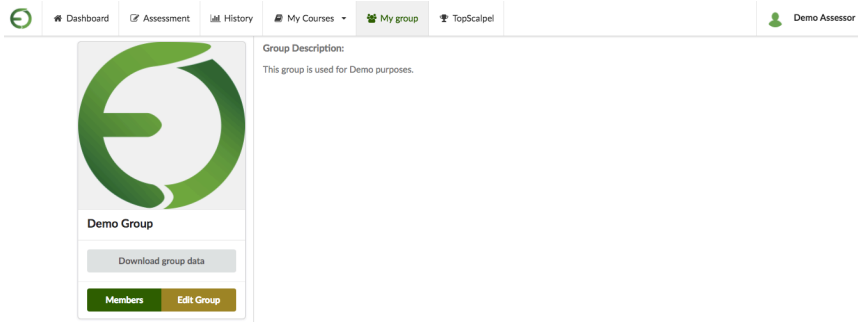 Dashboard Assessment History My Courses My group TopScalpel Demo Assessor
Group Description:
This group is used for Demo purposes.
Demo Group
Download group data
Members Edit Group